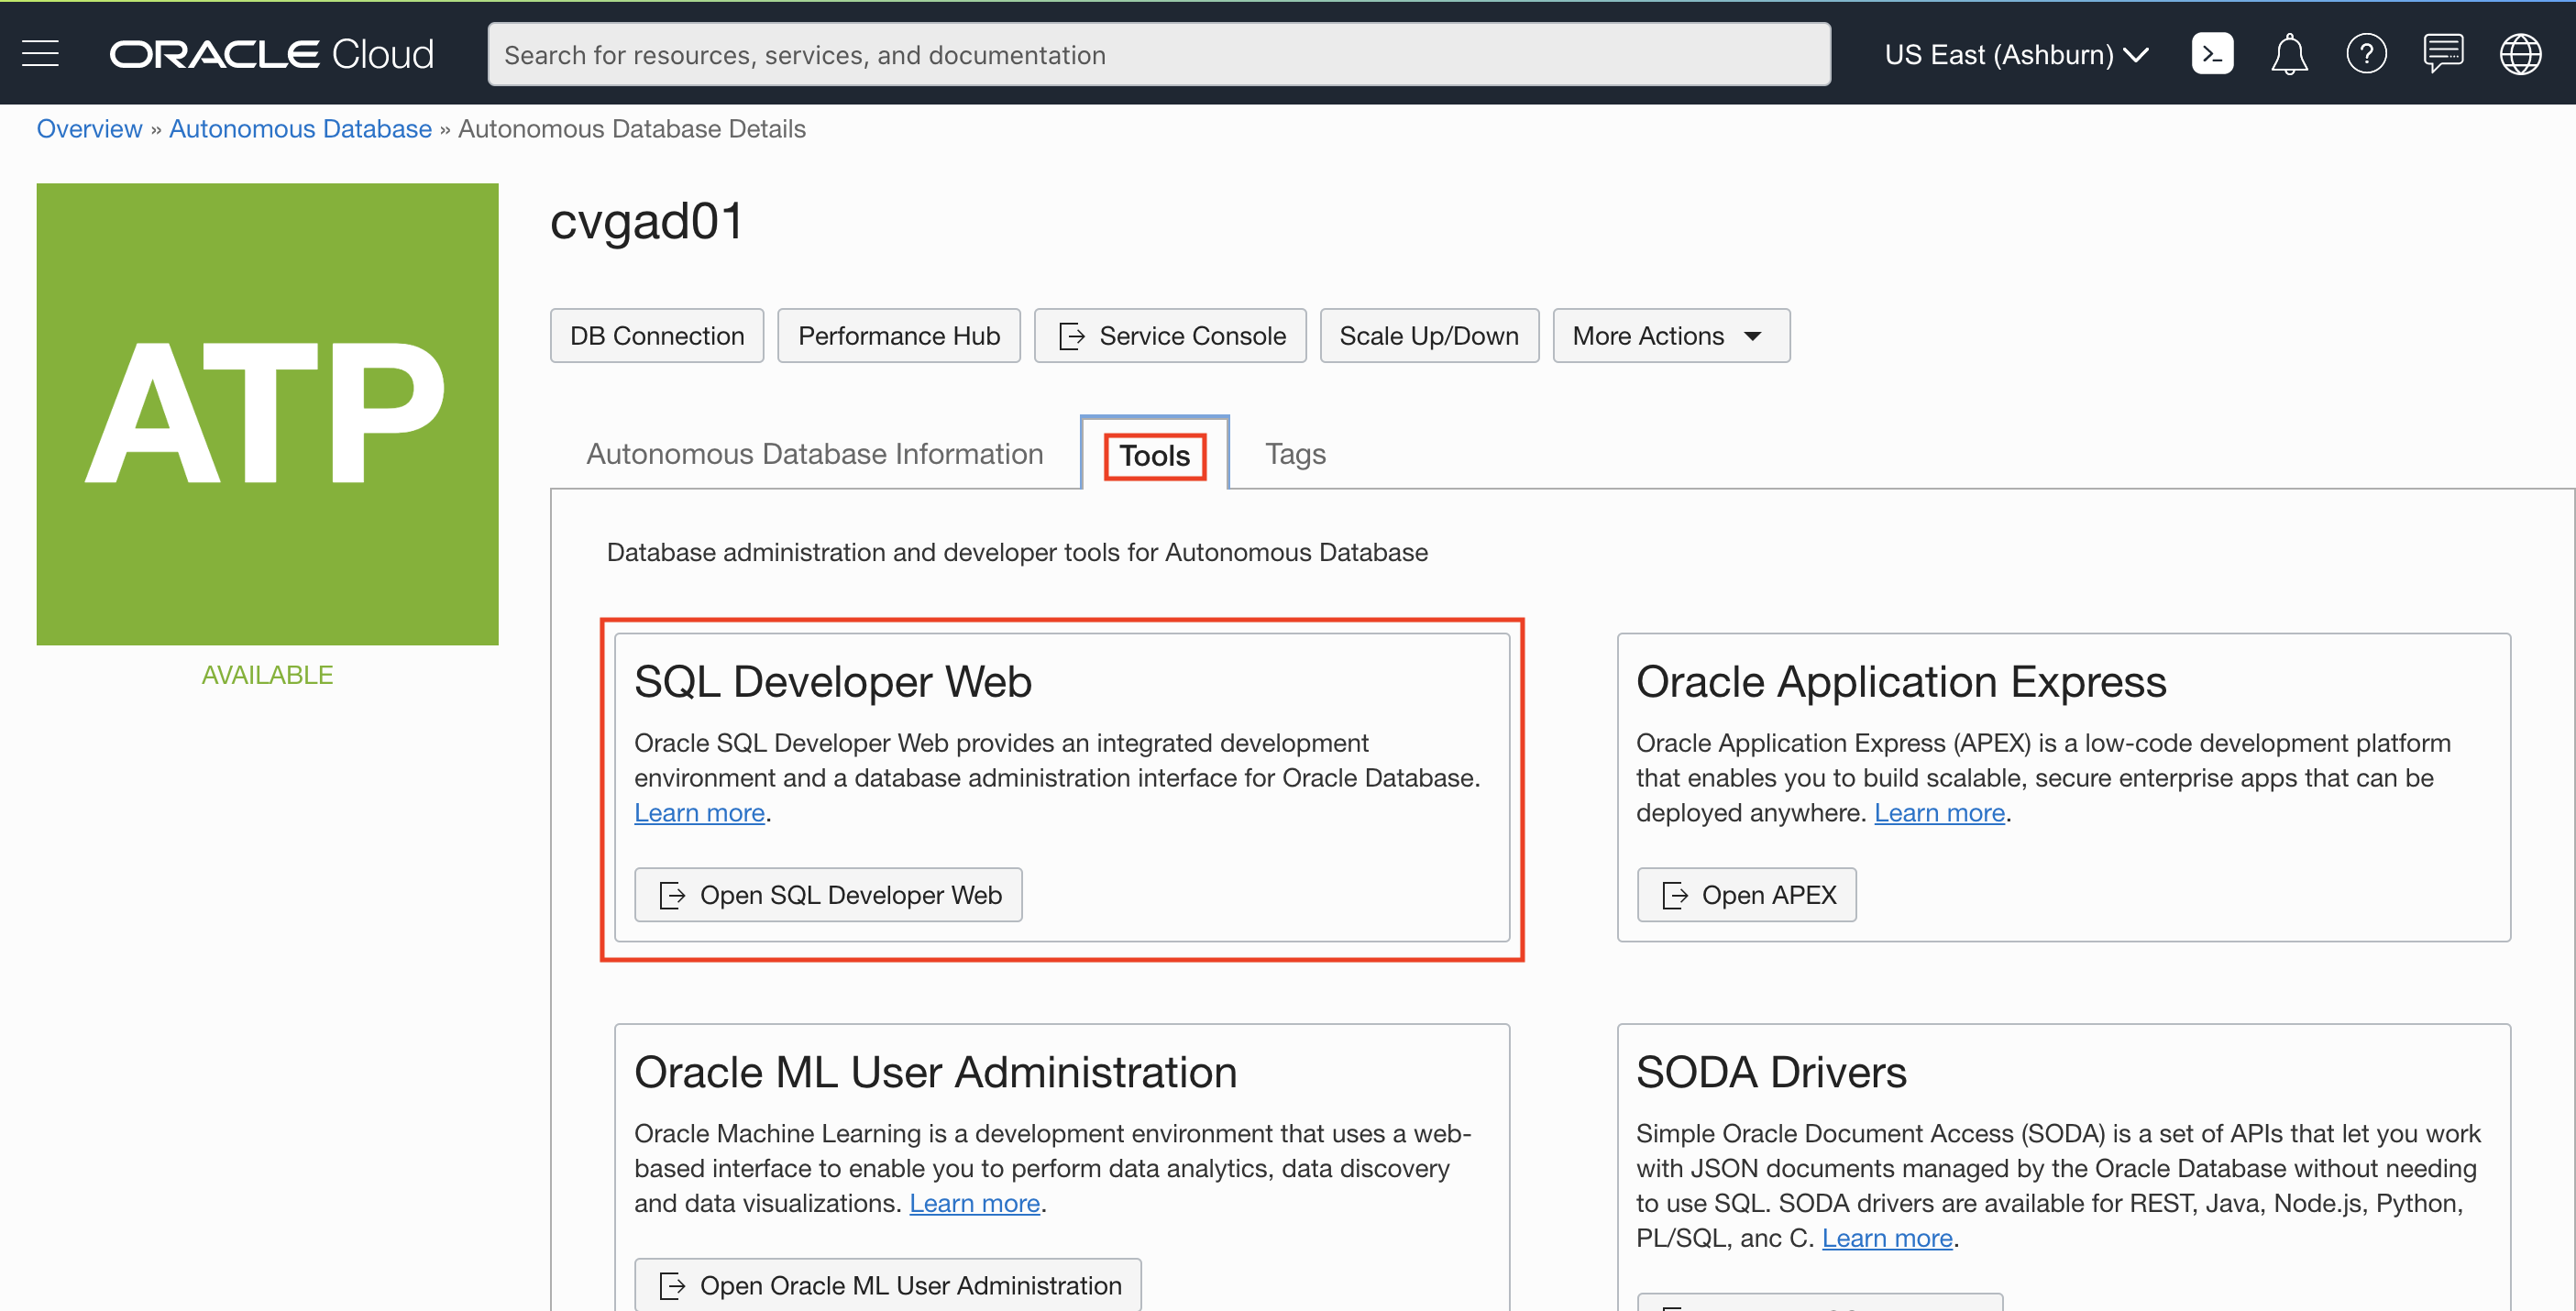 ORACLE Cloud
Search for resources, services, and documentation
US East (Ashburn)
Overview » Autonomous Database » Autonomous Database Details
ATP
AVAILABLE
cvgad01
DB Connection
Performance Hub
Service Console
Scale Up/Down
More Actions
Autonomous Database Information
Tools
Tags
Database administration and developer tools for Autonomous Database
SQL Developer Web
Oracle SQL Developer Web provides an integrated development
environment and a database administration interface for Oracle Database.
Learn more.
Open SQL Developer Web
Oracle Application Express
Oracle Application Express (APEX) is a low-code development platform
that enables you to build scalable, secure enterprise apps that can be
deployed anywhere. Learn more.
Open APEX
Oracle ML User Administration
Oracle Machine Learning is a development environment that uses a web-
based interface to enable you to perform data analytics, data discovery
and data visualizations. Learn more.
Open Oracle ML User Administration
SODA Drivers
Simple Oracle Document Access (SODA) is a set of APIs that let you work
with JSON documents managed by the Oracle Database without needing
to use SQL. SODA drivers are available for REST, Java, Node.js, Python,
PL/SQL, anc C. Learn more.